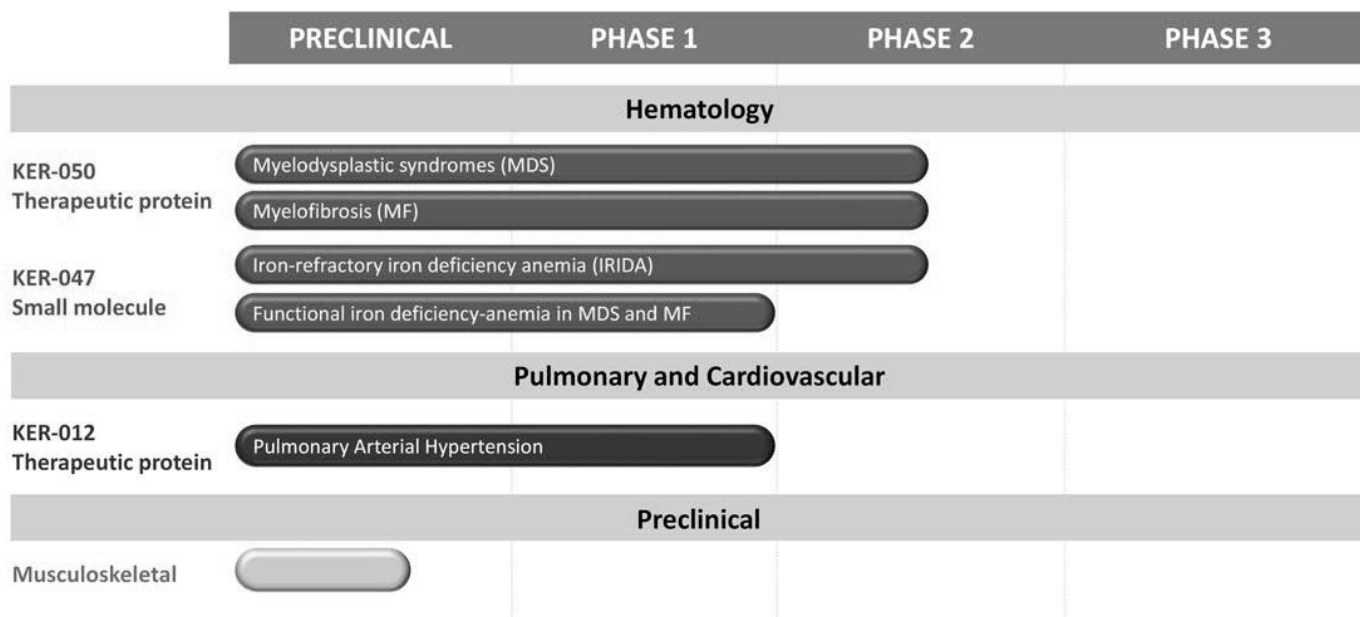 PRECLINICAL PHASE 1 PHASE 2 PHASE 3
Hematology
KER-050
Therapeutic protein
Myelodysplastic syndromes (MDS)
Myelofibrosis (MF)
KER-047
Small molecule
Iron-refractory iron deficiency anemia (IRIDA)
Functional iron deficiency-anemia in MDS and MF
Pulmonary and Cardiovascular
KER-012
Therapeutic protein
Pulmonary Arterial Hypertension
Preclinical
Musculoskeletal